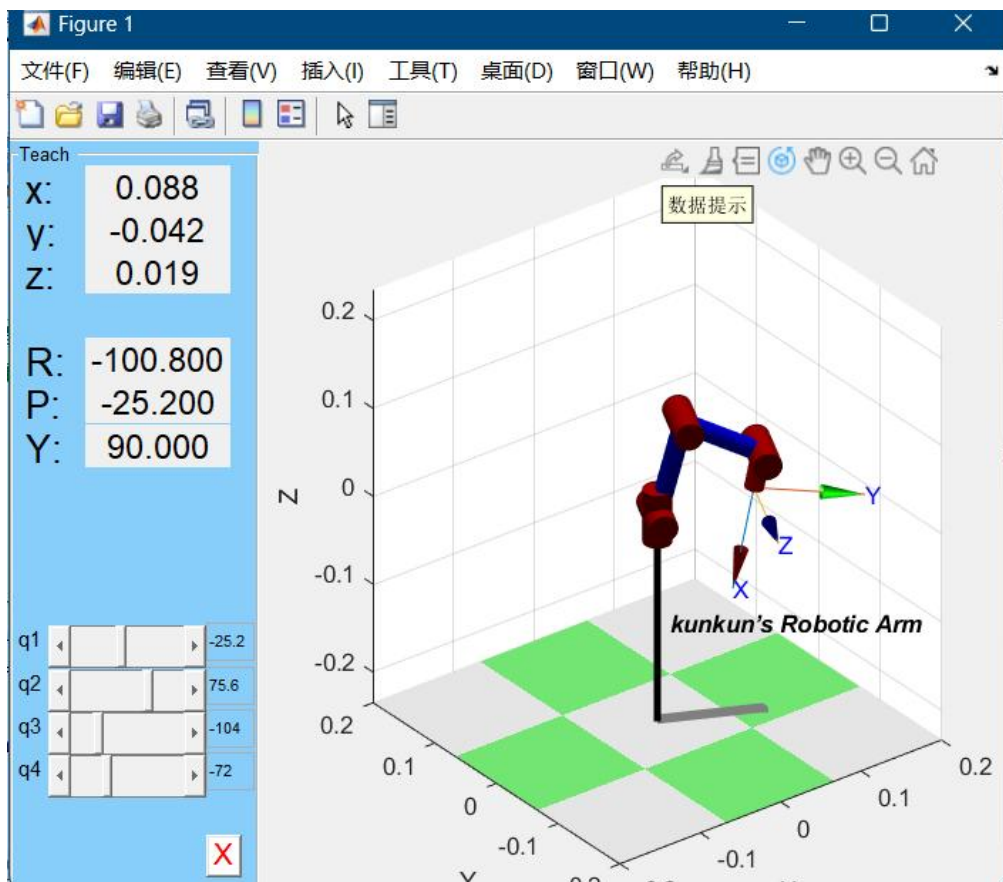 Figure 1
文件(F) 编辑(E) 查看(V) 插入(I) 工具(T) 桌面(D) 窗口(W) 帮助(H)
Teach
x: 0.088
y: -0.042
z: 0.019
R: -100.800
P: -25.200
Y: 90.000
q1 -25.2
q2 75.6
q3 -104
q4 -72
X
数据提示
0.2
0.1
0
-0.1
-0.2
Z
Y
Z
X
kunkun's Robotic Arm
0.2
0.1
0
-0.1
0.2
0.1
0
-0.1